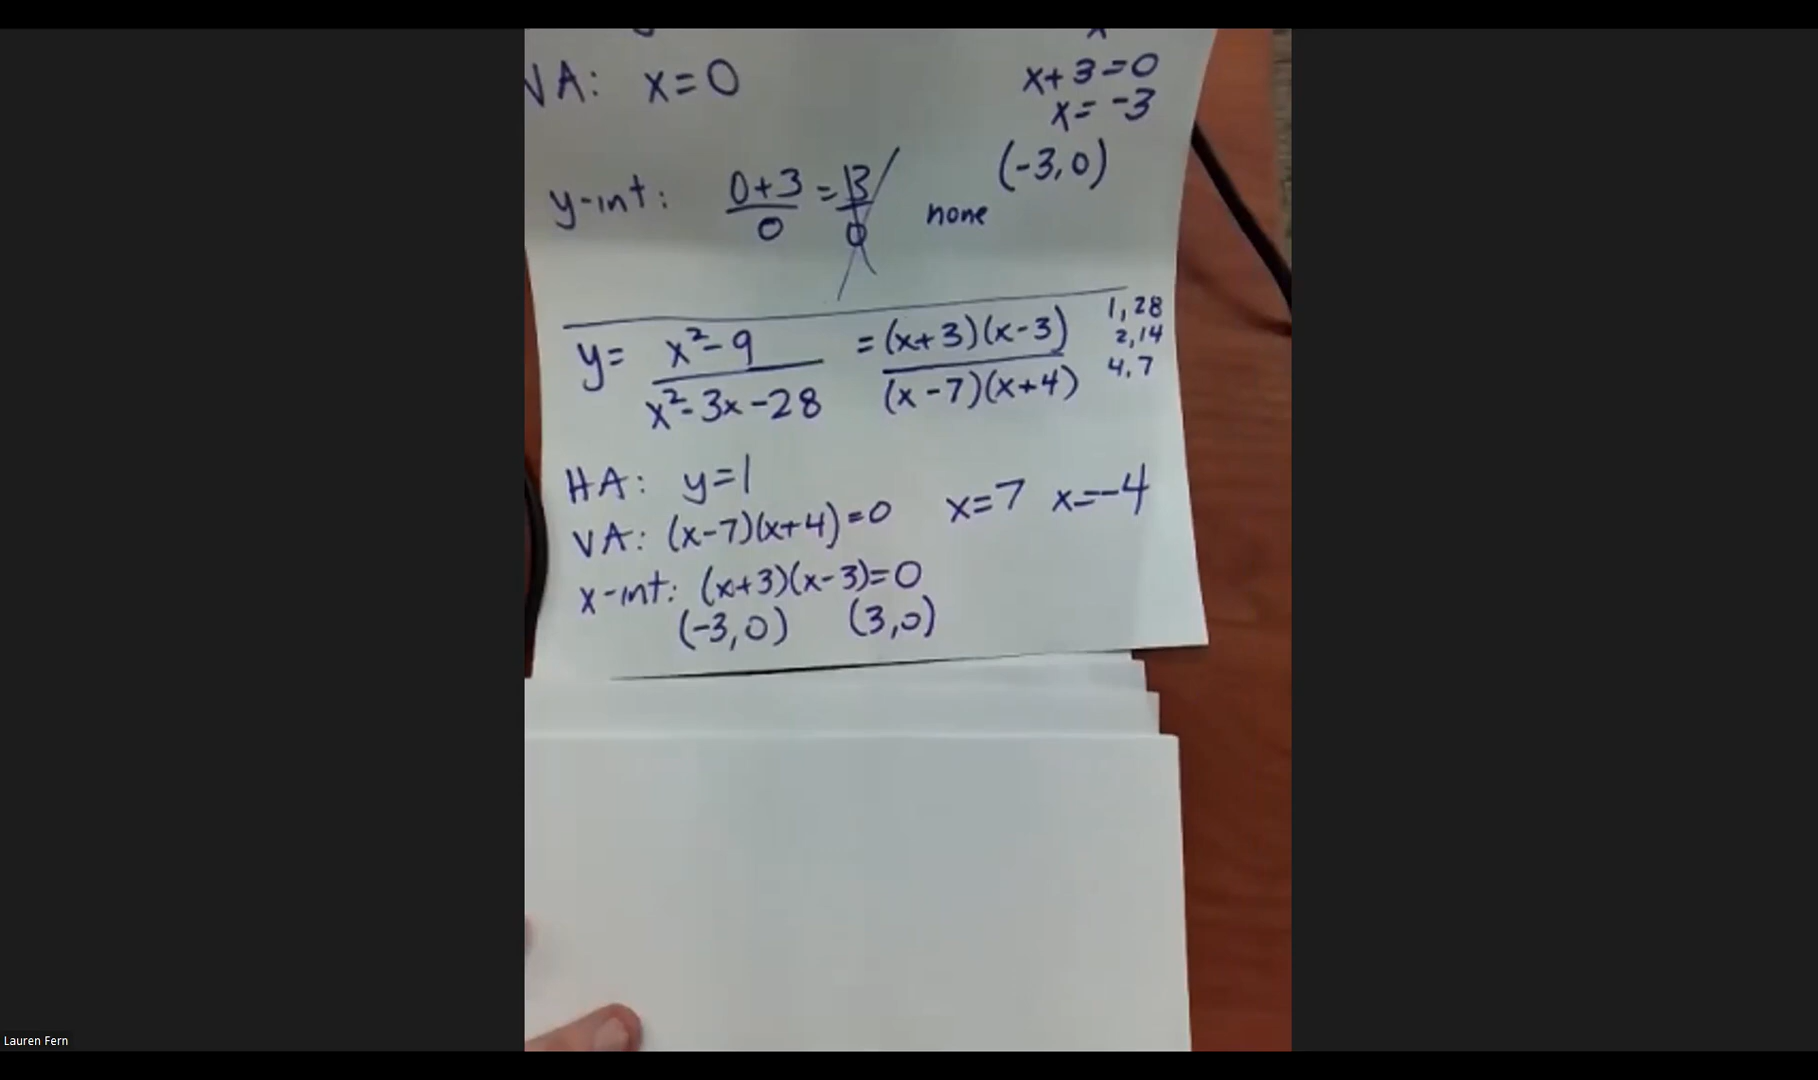 VA: x=0
x+3=0
x=-3
(-3,0)
y-int: 0+3/0 = 3/0 none
y= x²-9/x²-3x-28 = (x+3)(x-3)/(x-7)(x+4)
1,28
2,14
4,7
HA: y=1
VA: (x-7)(x+4)=0 x=7 x=-4
x-int: (x+3)(x-3)=0
(-3,0) (3,0)
Lauren Fern